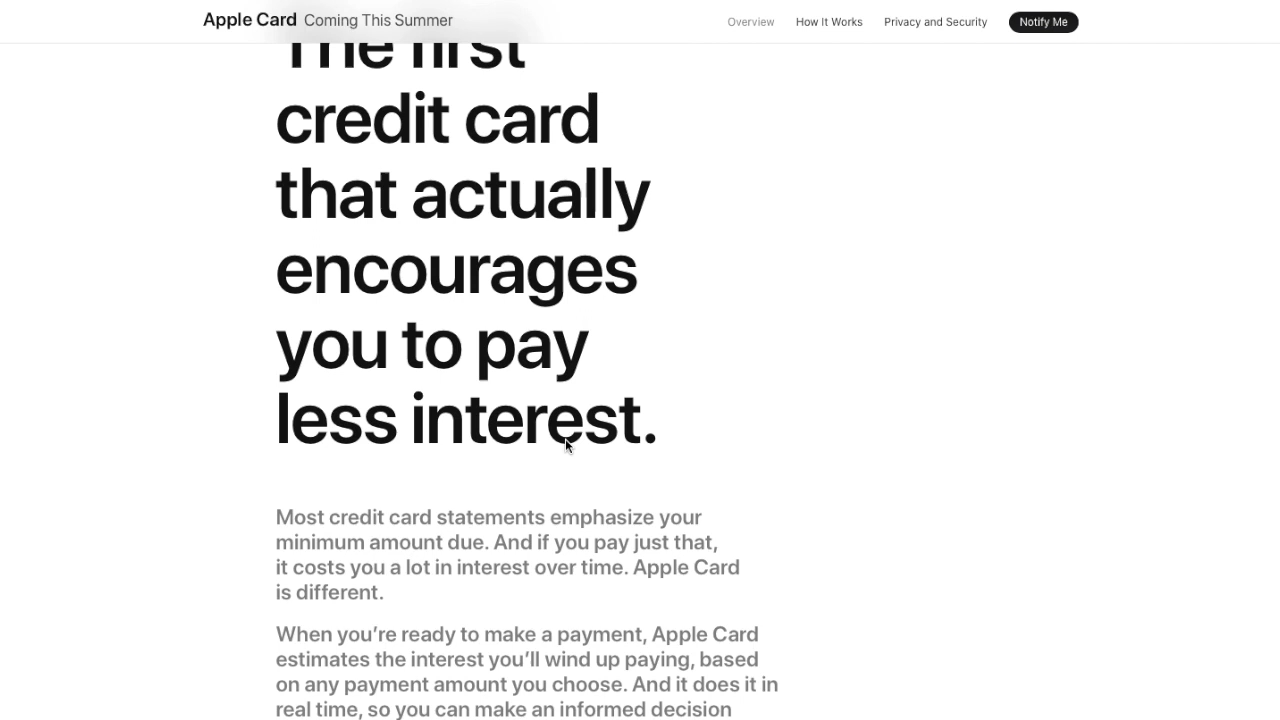 Apple Card Coming This Summer
Overview How It Works Privacy and Security Notify Me
The first
credit card
that actually
encourages
you to pay
less interest.
Most credit card statements emphasize your
minimum amount due. And if you pay just that,
it costs you a lot in interest over time. Apple Card
is different.
When you’re ready to make a payment, Apple Card
estimates the interest you’ll wind up paying, based
on any payment amount you choose. And it does it in
real time, so you can make an informed decision